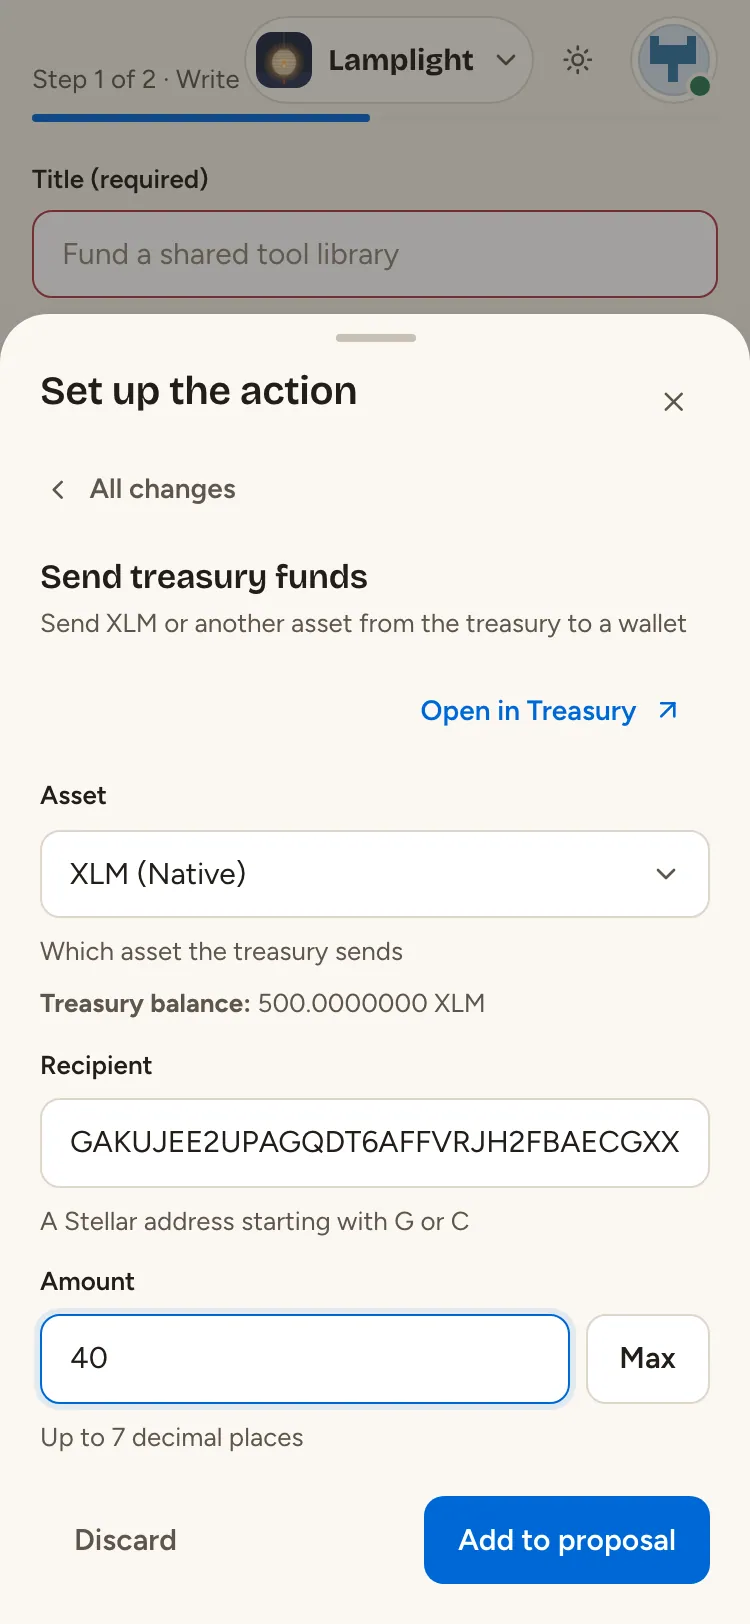 Step 1 of 2 · Write
Lamplight
Title (required)
Fund a shared tool library
Set up the action
All changes
Send treasury funds
Send XLM or another asset from the treasury to a wallet
Open in Treasury
Asset
XLM (Native)
Which asset the treasury sends
Treasury balance: 500.0000000 XLM
Recipient
GAKUJEE2UPAGQDT6AFFVRJH2FBAECGXX
A Stellar address starting with G or C
Amount
40
Max
Up to 7 decimal places
Discard
Add to proposal